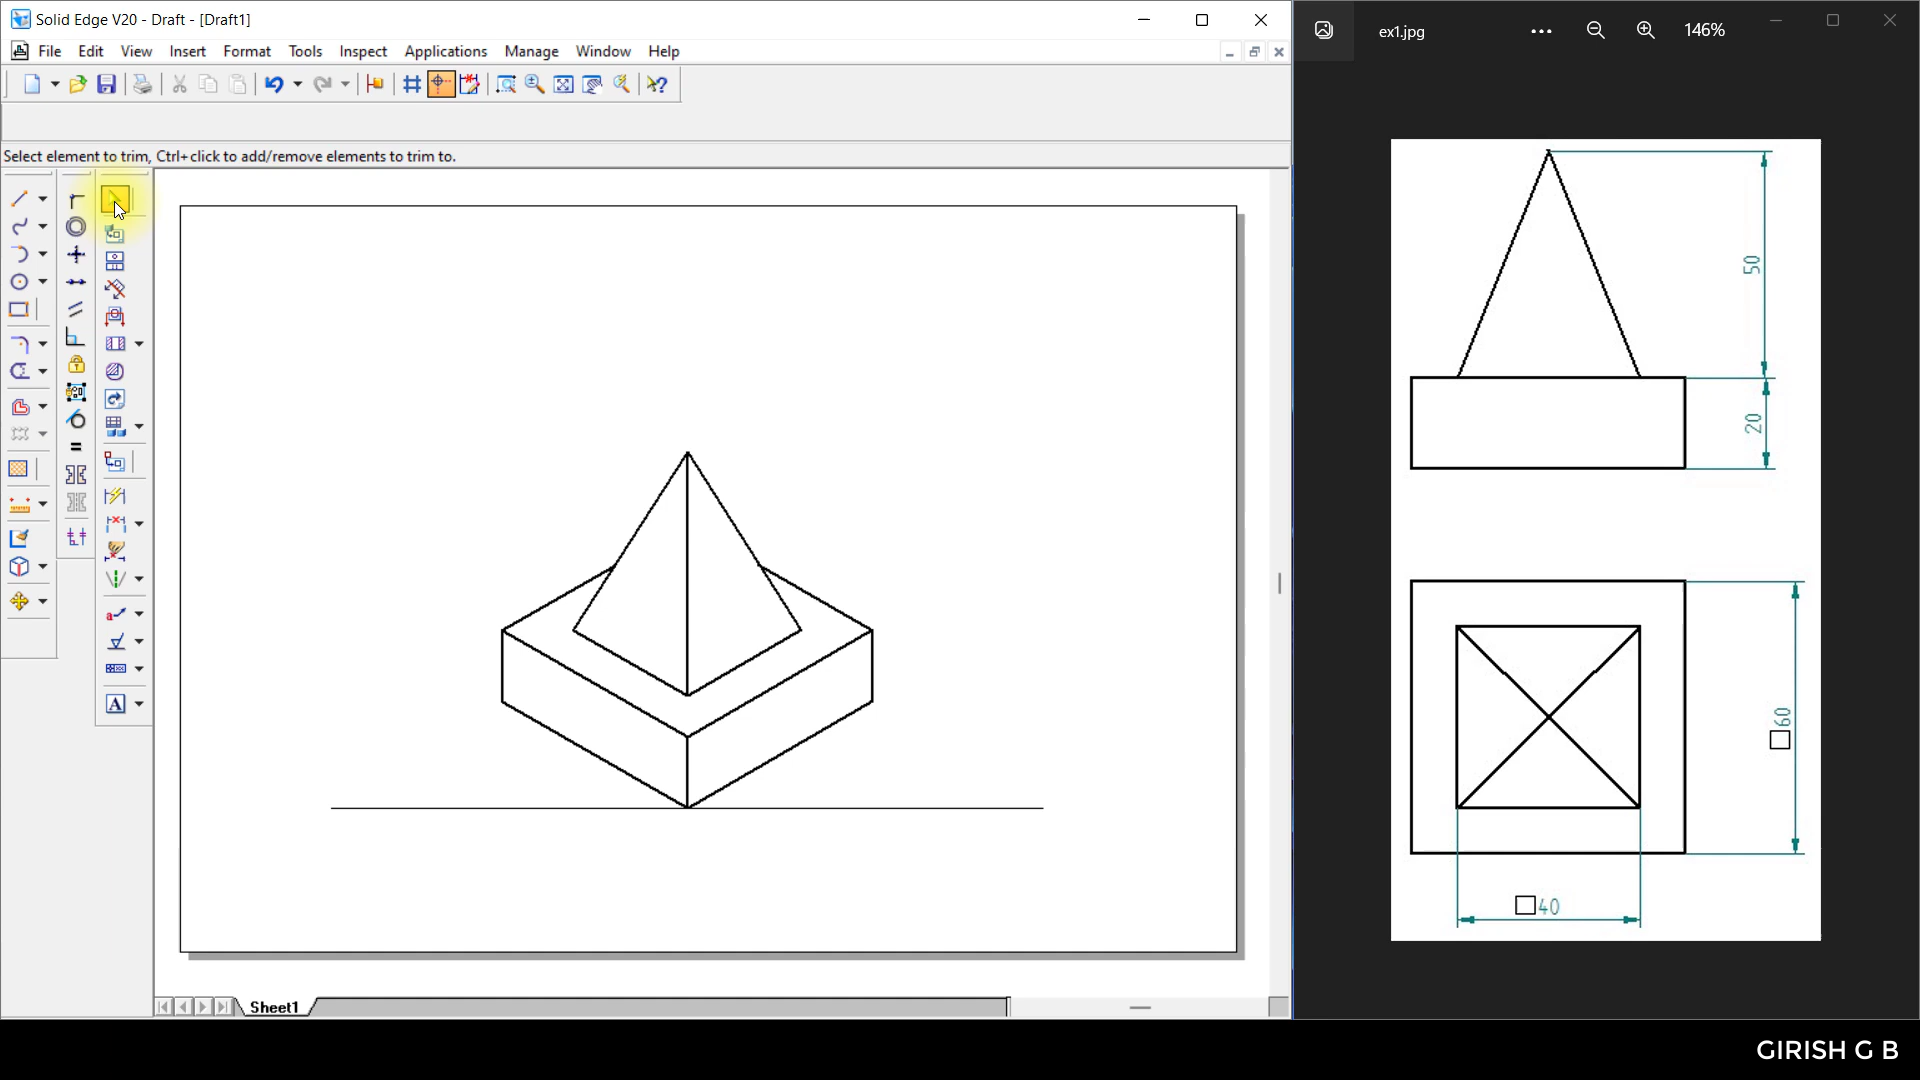 Solid Edge V20 - Draft - [Draft1]
File Edit View Insert Format Tools Inspect Applications Manage Window Help
Select element to trim, Ctrl+click to add/remove elements to trim to.
A
Sheet1
ex1.jpg
146%
50
20
60
40
GIRISH G B